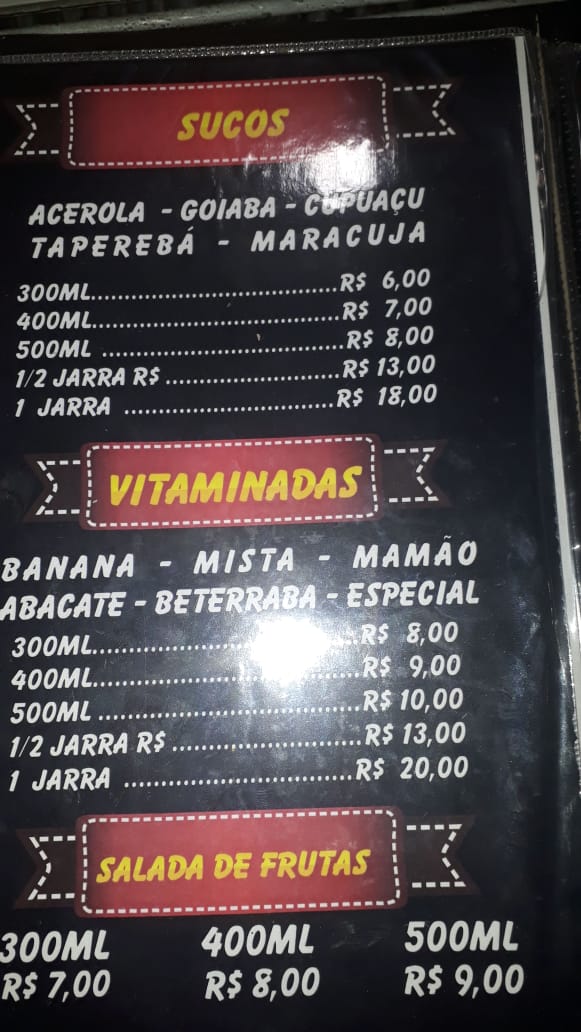 SUCOS
ACEROLA - GOIABA - CUPUAÇU
TAPEREBÁ - MARACUJA
300ML......................................R$ 6,00
400ML......................................R$ 7,00
500ML .....................................R$ 8,00
1/2 JARRA R$ ..........................R$ 13,00
1 JARRA ................................R$ 18,00
VITAMINADAS
BANANA - MISTA - MAMÃO
ABACATE - BETERRABA - ESPECIAL
300ML......................................R$ 8,00
400ML......................................R$ 9,00
500ML .....................................R$ 10,00
1/2 JARRA R$ ..........................R$ 13,00
1 JARRA ................................R$ 20,00
SALADA DE FRUTAS
300ML 400ML 500ML
R$ 7,00 R$ 8,00 R$ 9,00